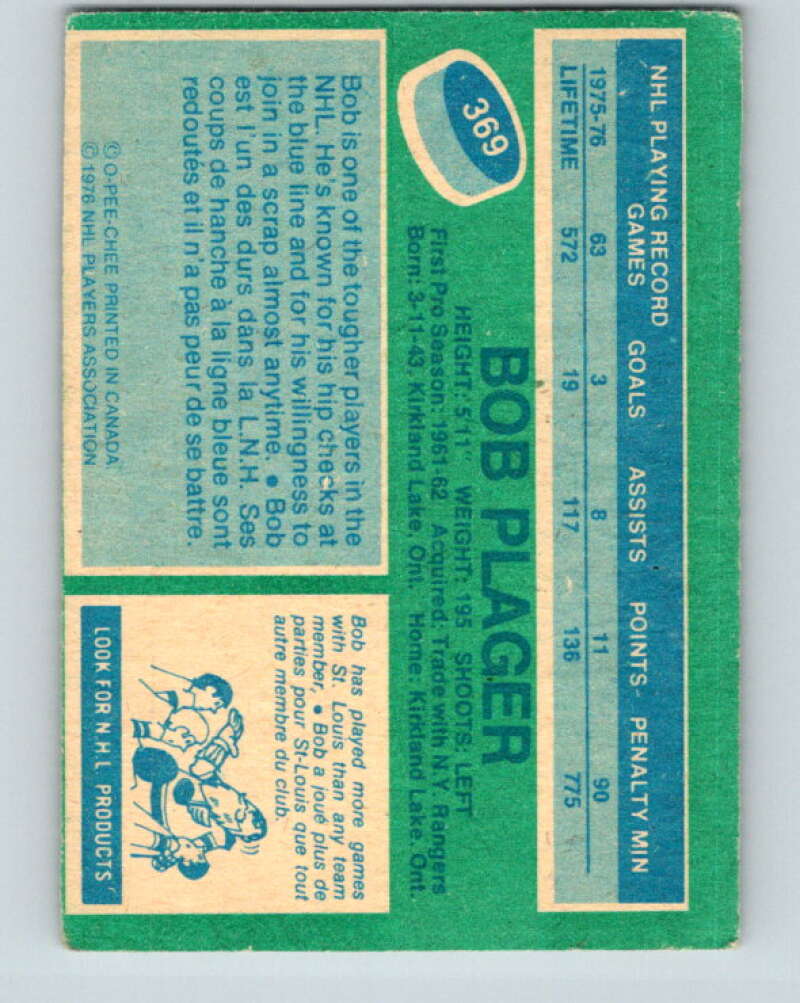 NHL PLAYING RECORD
GAMES GOALS ASSISTS POINTS PENALTY MIN
1975-76 63 3 8 11 90
LIFETIME 572 19 117 136 775
369
BOB PLAGER
HEIGHT: 5'11" WEIGHT: 195 SHOOTS: LEFT
First Pro Season: 1961-62 Acquired: Trade with N.Y. Rangers
Born: 3-11-43, Kirkland Lake, Ont. Home: Kirkland Lake, Ont.
Bob is one of the tougher players in the
NHL. He's known for his hip checks at
the blue line and for his willingness to
join in a scrap almost anytime. • Bob
est l'un des durs dans la L.N.H. Ses
coups de hanche à la ligne bleue sont
redoutés et il n'a pas peur de se battre.
© O-PEE-CHEE PRINTED IN CANADA
© 1976 NHL PLAYERS ASSOCIATION
Bob has played more games
with St. Louis than any team
member, • Bob a joué plus de
parties pour St-Louis que tout
autre membre du club.
LOOK FOR N.H.L PRODUCTS